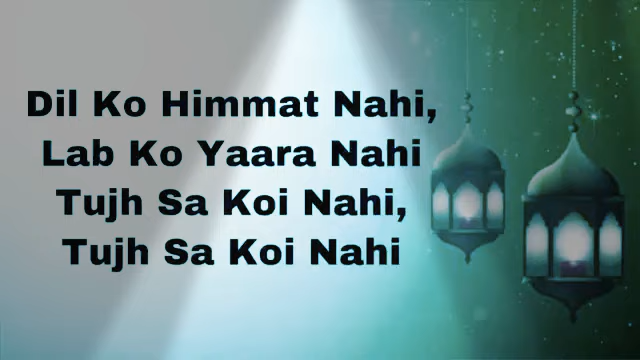 Dil Ko Himmat Nahi,
Lab Ko Yaara Nahi
Tujh Sa Koi Nahi,
Tujh Sa Koi Nahi